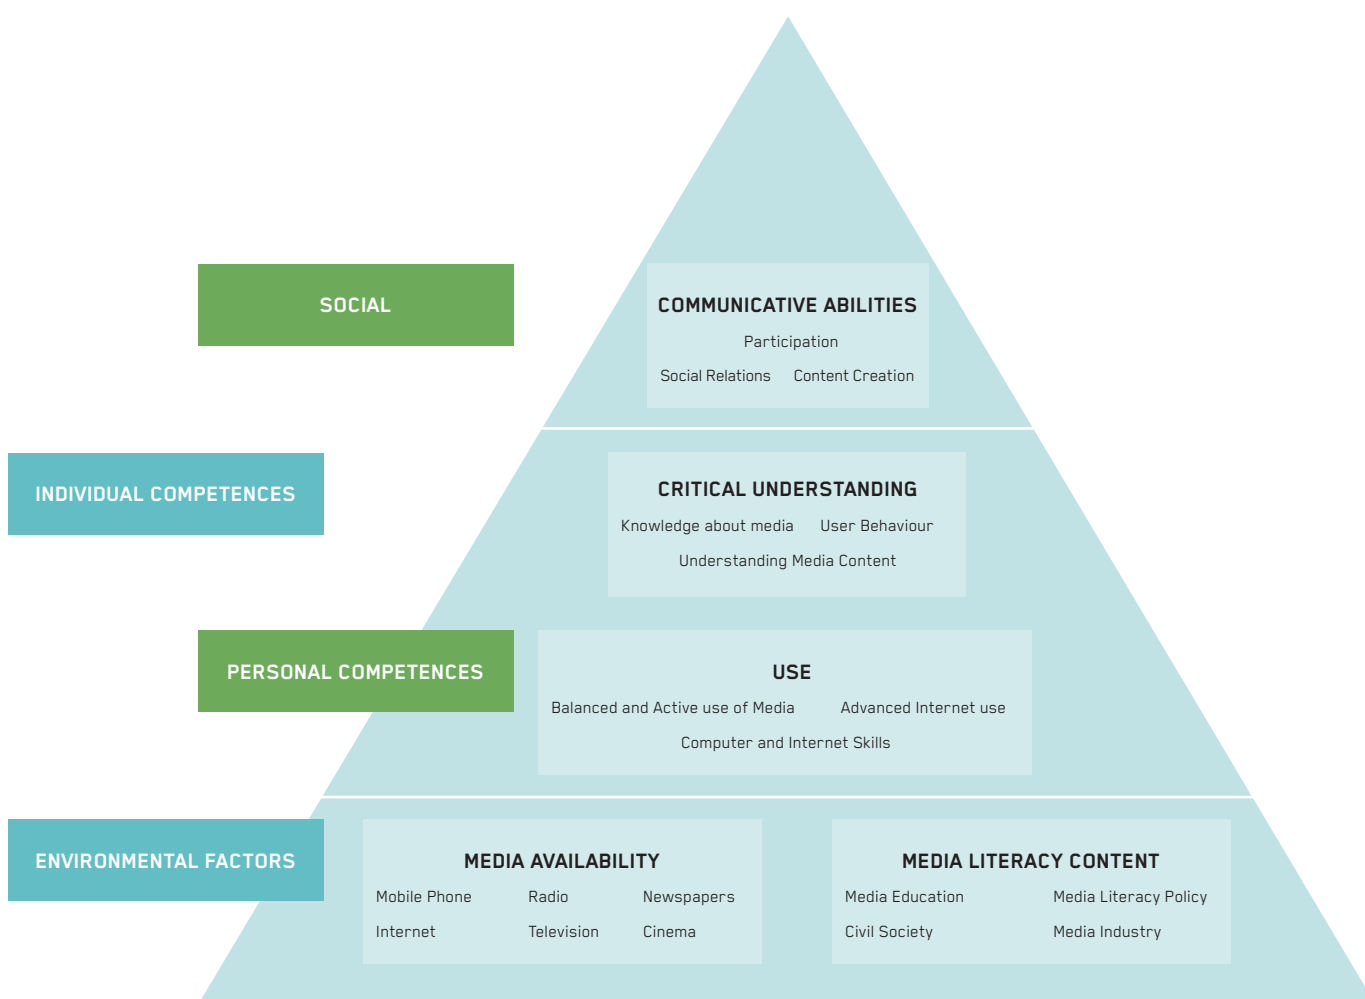 SOCIAL
COMMUNICATIVE ABILITIES
Participation
Social Relations Content Creation
INDIVIDUAL COMPETENCES
CRITICAL UNDERSTANDING
Knowledge about media User Behaviour
Understanding Media Content
PERSONAL COMPETENCES
USE
Balanced and Active use of Media Advanced Internet use
Computer and Internet Skills
ENVIRONMENTAL FACTORS
MEDIA AVAILABILITY
Mobile Phone Radio Newspapers
Internet Television Cinema
MEDIA LITERACY CONTENT
Media Education Media Literacy Policy
Civil Society Media Industry